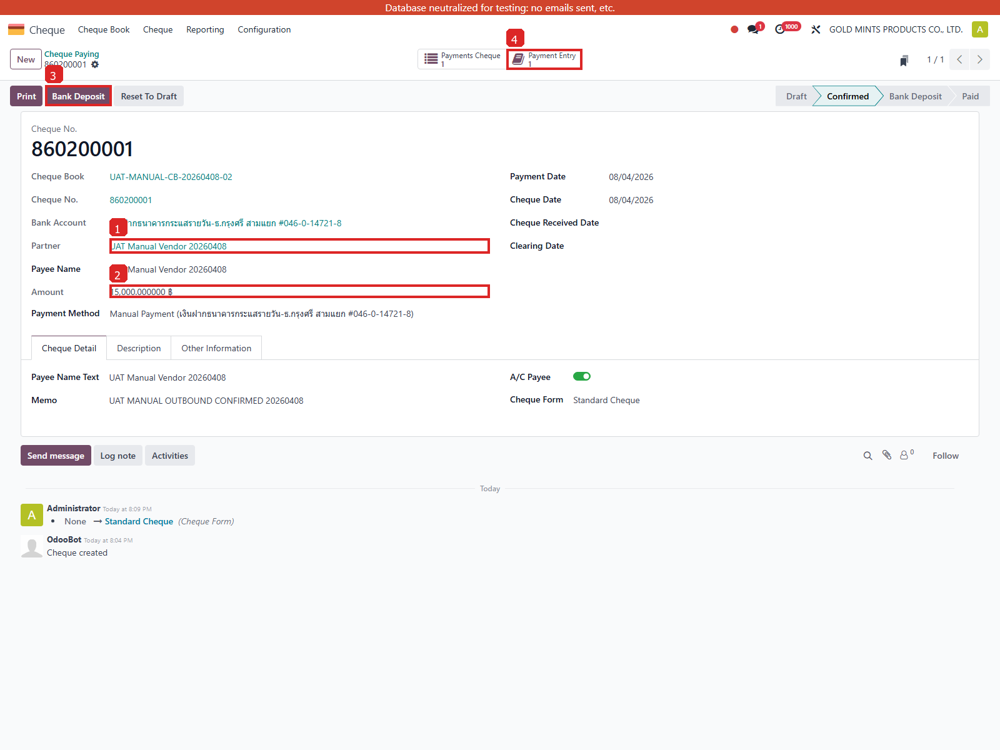 Database neutralized for testing: no emails sent, etc.
Cheque Cheque Book Cheque Reporting Configuration 1 1000 GOLD MINTS PRODUCTS CO., LTD. A
4
New Cheque Paying Payments Cheque 1 Payment Entry 1 1 / 1
860200001
3
Print Bank Deposit Reset To Draft Draft Confirmed Bank Deposit Paid
Cheque No.
860200001
Cheque Book UAT-MANUAL-CB-20260408-02 Payment Date 08/04/2026
Cheque No. 860200001 Cheque Date 08/04/2026
Bank Account 1 ากธนาคารกระแสรายวัน-ธ.กรุงศรี สามแยก #046-0-14721-8 Cheque Received Date
Partner UAT Manual Vendor 20260408 Clearing Date
Payee Name 2 Manual Vendor 20260408
Amount 15,000.000000 ฿
Payment Method Manual Payment (เงินฝากธนาคารกระแสรายวัน-ธ.กรุงศรี สามแยก #046-0-14721-8)
Cheque Detail Description Other Information
Payee Name Text UAT Manual Vendor 20260408 A/C Payee
Memo UAT MANUAL OUTBOUND CONFIRMED 20260408 Cheque Form Standard Cheque
Send message Log note Activities 0 Follow
Today
A Administrator Today at 8:09 PM
• None → Standard Cheque (Cheque Form)
OdooBot Today at 8:04 PM
Cheque created